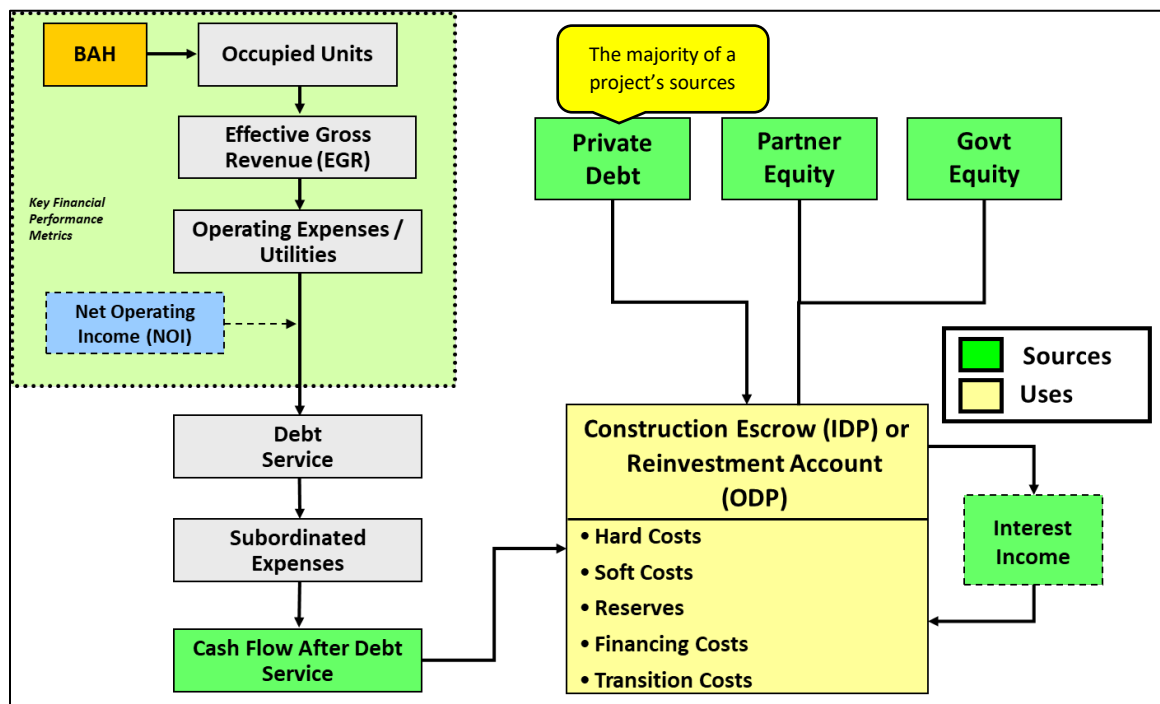 BAH
Occupied Units
Effective Gross
Revenue (EGR)
Key Financial
Performance
Metrics
Operating Expenses /
Utilities
Net Operating
Income (NOI)
Debt
Service
Subordinated
Expenses
Cash Flow After Debt
Service
The majority of a
project’s sources
Private
Debt
Partner
Equity
Govt
Equity
Sources
Uses
Construction Escrow (IDP) or
Reinvestment Account
(ODP)
• Hard Costs
• Soft Costs
• Reserves
• Financing Costs
• Transition Costs
Interest
Income